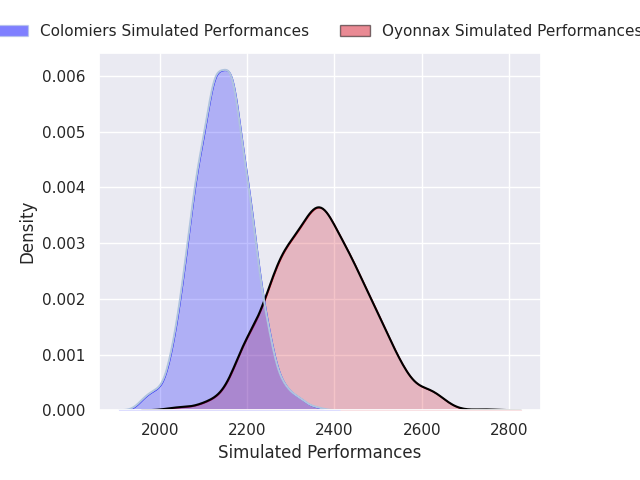 Colomiers Simulated Performances
Oyonnax Simulated Performances
0.006
0.005
0.004
0.003
0.002
0.001
0.000
Density
2000 2200 2400 2600 2800
Simulated Performances